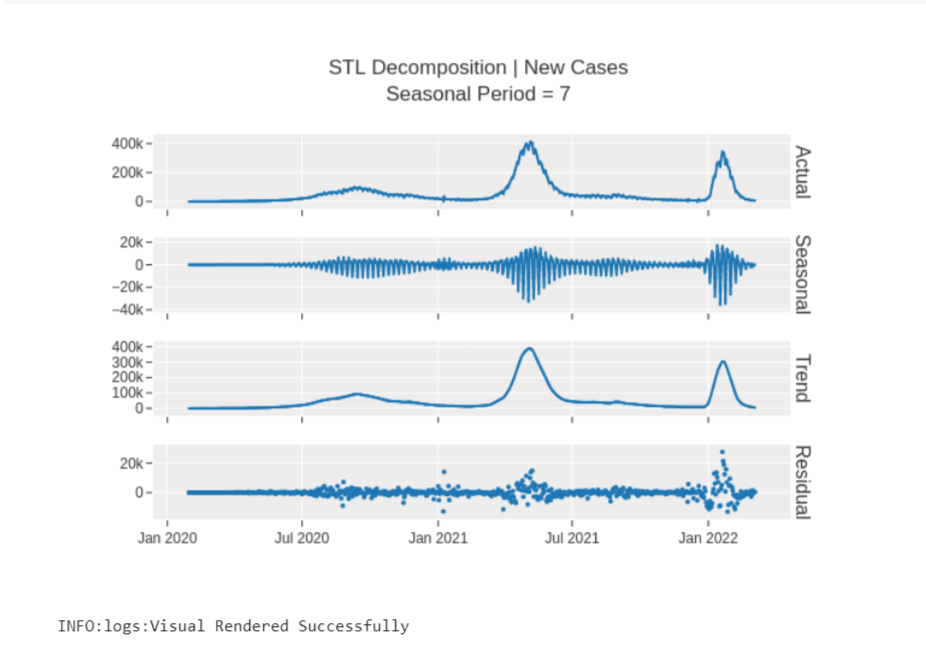 STL Decomposition | New Cases
Seasonal Period = 7
400k
200k
0
Actual
20k
0
−20k
−40k
Seasonal
400k
300k
200k
100k
0
Trend
20k
0
Residual
Jan 2020 Jul 2020 Jan 2021 Jul 2021 Jan 2022
INFO:logs:Visual Rendered Successfully